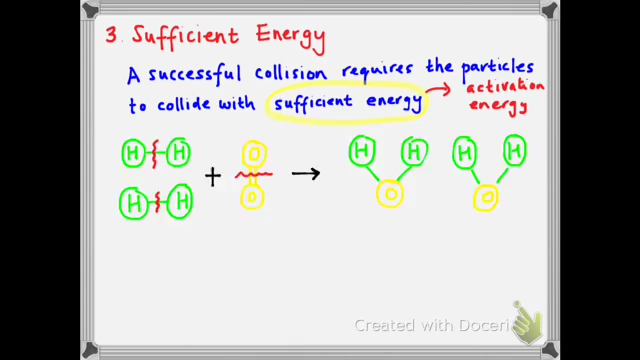 3. Sufficient Energy
A successful collision requires the particles
to collide with sufficient energy → activation
energy
H H O H H H H
+ →
H H O O O
Created with Doceri